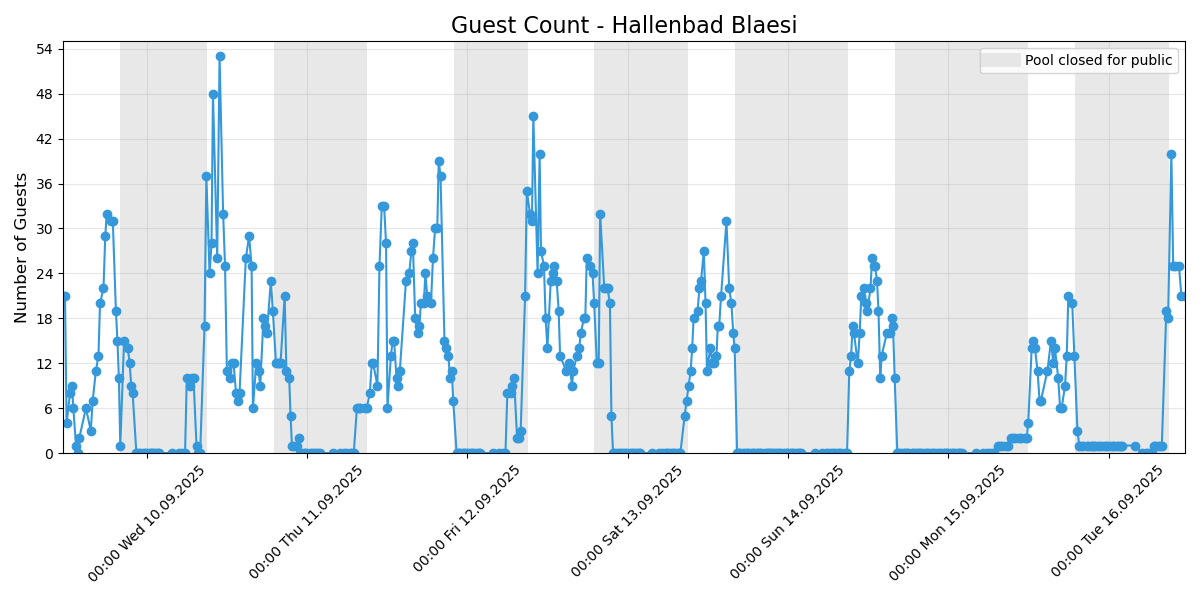 Guest Count - Hallenbad Blaesi
Pool closed for public
Number of Guests
54
48
42
36
30
24
18
12
6
0
00:00 Wed 10.09.2025
00:00 Thu 11.09.2025
00:00 Fri 12.09.2025
00:00 Sat 13.09.2025
00:00 Sun 14.09.2025
00:00 Mon 15.09.2025
00:00 Tue 16.09.2025